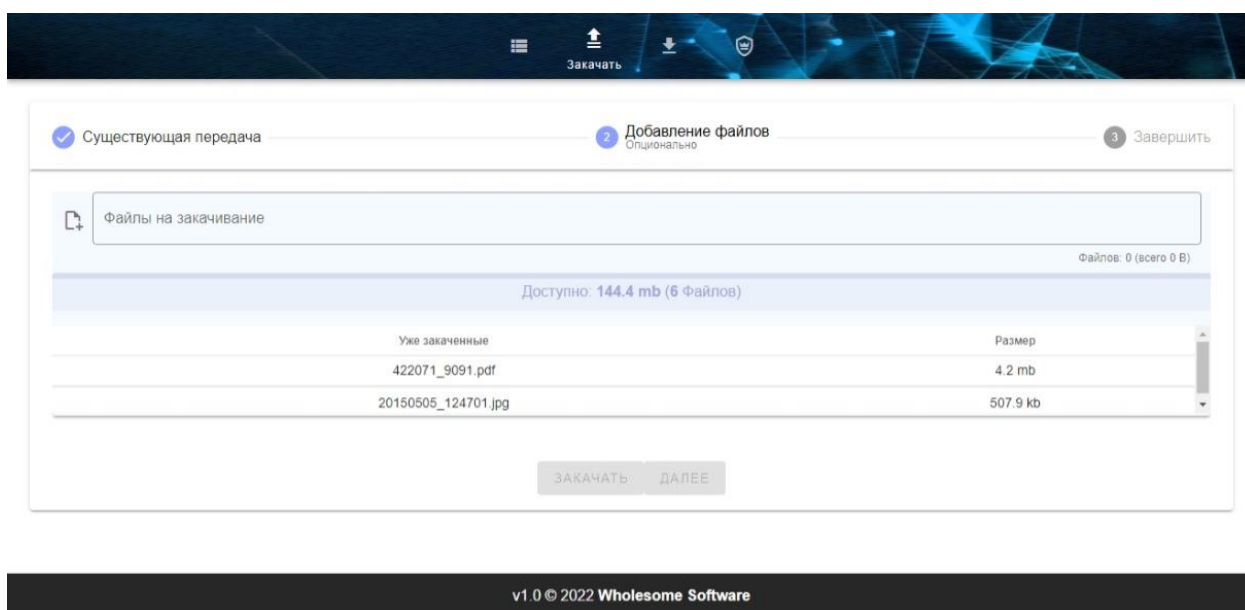 Закачать
Существующая передача
2
Добавление файлов
Опционально
3
Завершить
Файлы на закачивание
Файлов: 0 (всего 0 B)
Доступно: 144.4 mb (6 Файлов)
Уже закаченные
Размер
422071_9091.pdf
4.2 mb
20150505_124701.jpg
507.9 kb
ЗАКАЧАТЬ
ДАЛЕЕ
v1.0 © 2022 Wholesome Software